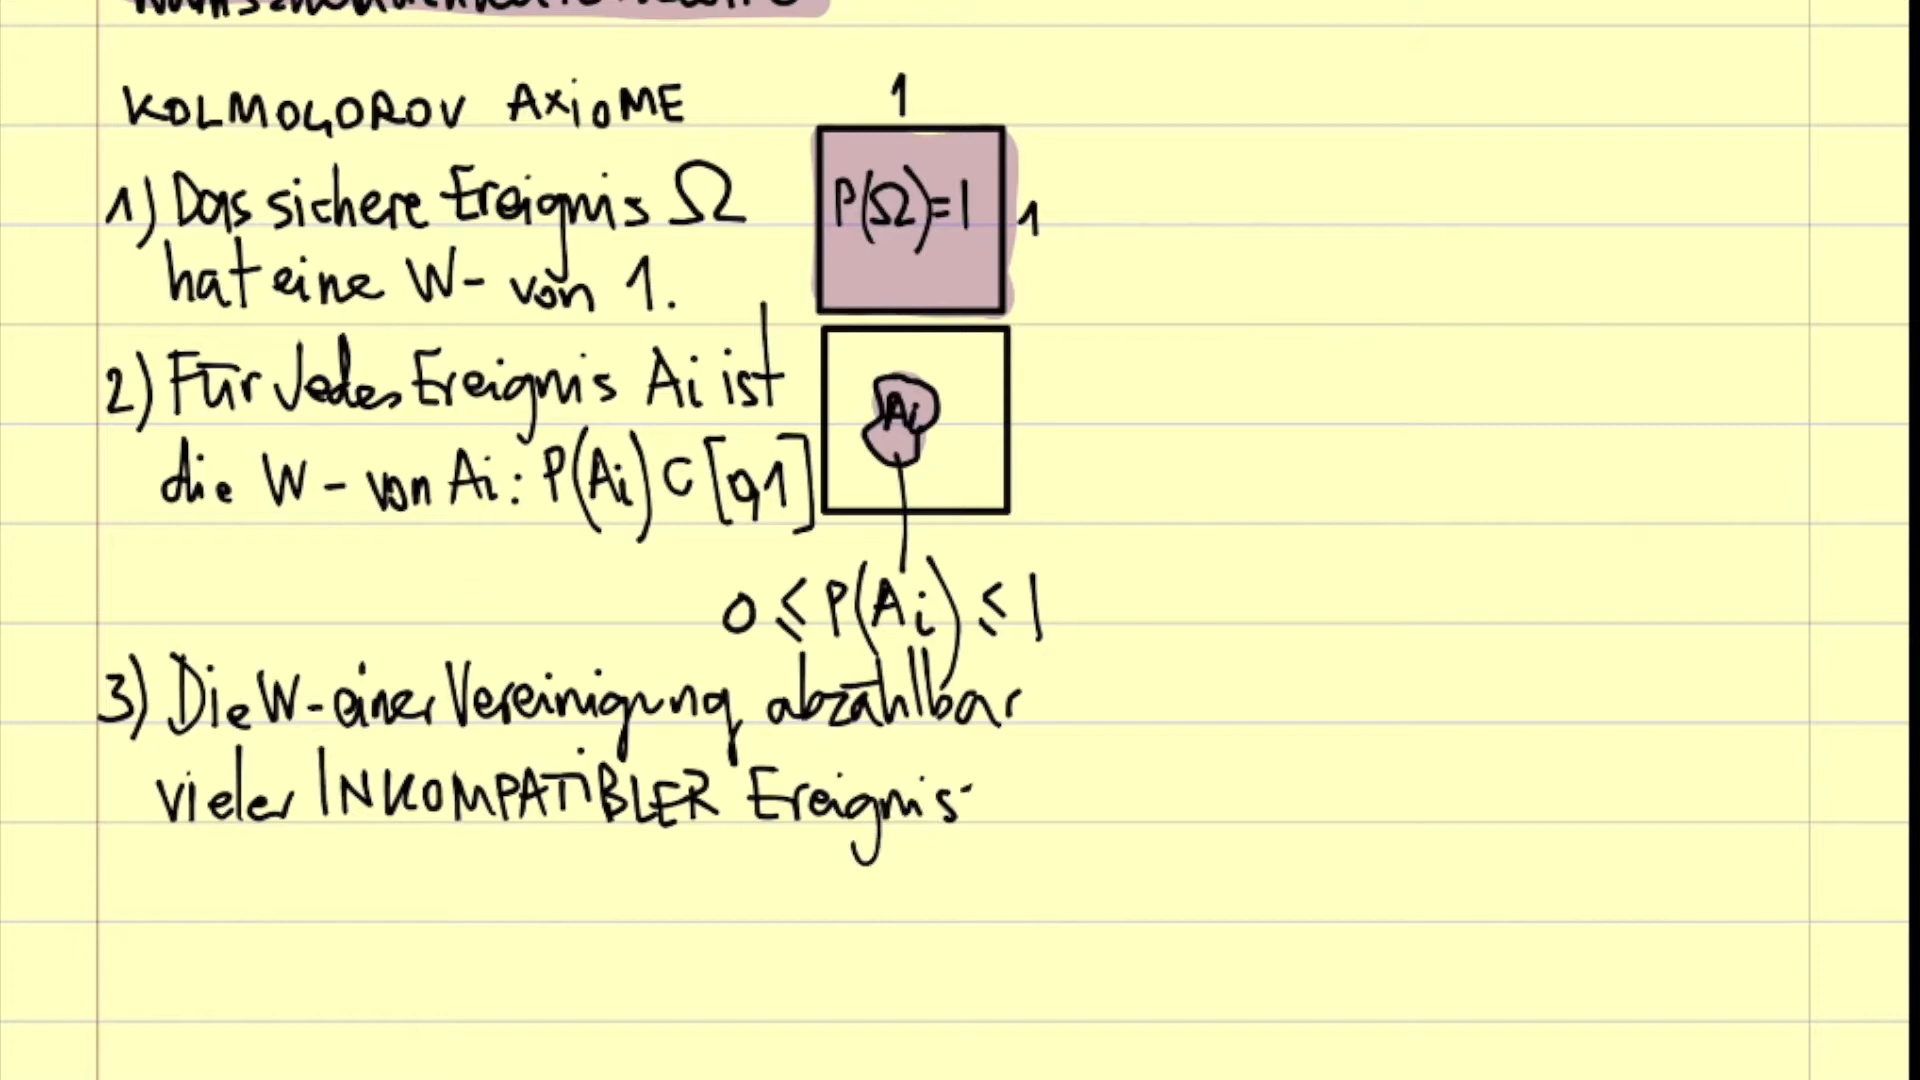 KOLMOGOROV AXIOME
1
1) Das sichere Ereignis Ω
P(Ω)=1
1
hat eine W- von 1.
2) Für Jedes Ereignis Ai ist
Ai
die W- von Ai: P(Ai) C [0,1]
0 ≤ P(Ai) ≤ 1
3) Die W- einer Vereinigung abzählbar
vieler INKOMPATIBLER Ereignis-